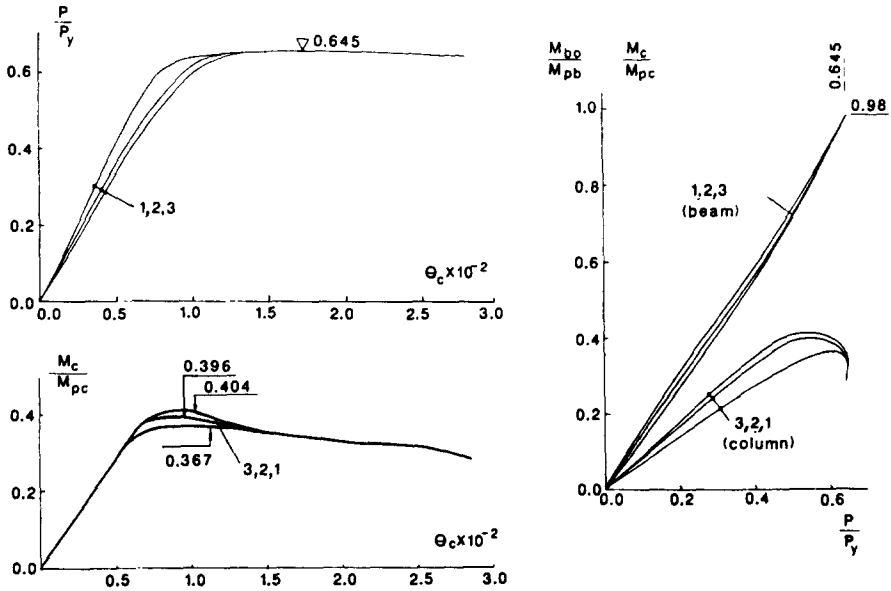 P
Py
0.645
0.6
0.4
1,2,3
0.2
Θc x10⁻²
0.0
0.0 0.5 1.0 1.5 2.0 2.5 3.0
Mc
Mpc
0.396
0.404
0.4
0.2
0.367
3,2,1
Θc x10⁻²
0.0
0.5 1.0 1.5 2.0 2.5 3.0
Mbo
Mpb
Mc
Mpc
0.645
1.0
0.98
0.8
1,2,3
(beam)
0.6
0.4
0.2
3,2,1
(column)
0.0
0.0 0.2 0.4 0.6
P
Py